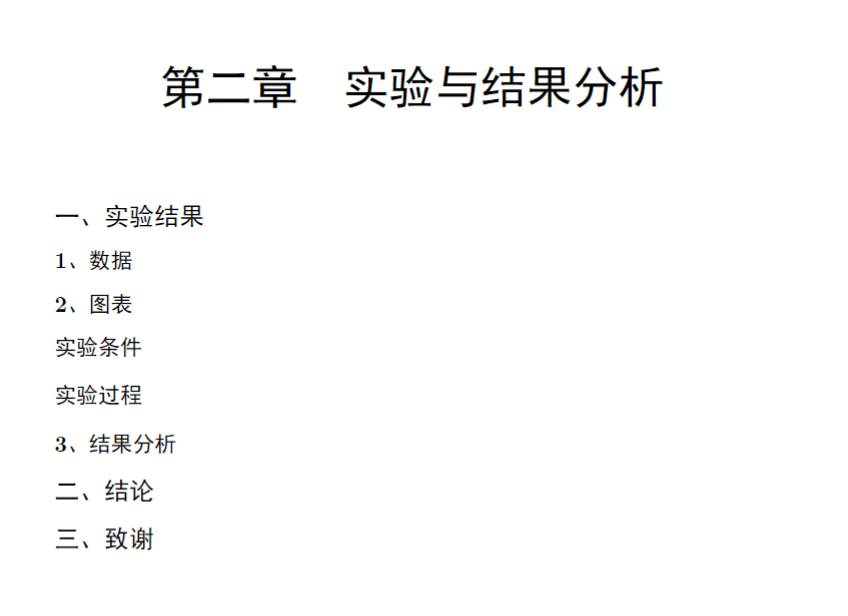 第二章　实验与结果分析
一、实验结果
1、数据
2、图表
实验条件
实验过程
3、结果分析
二、结论
三、致谢